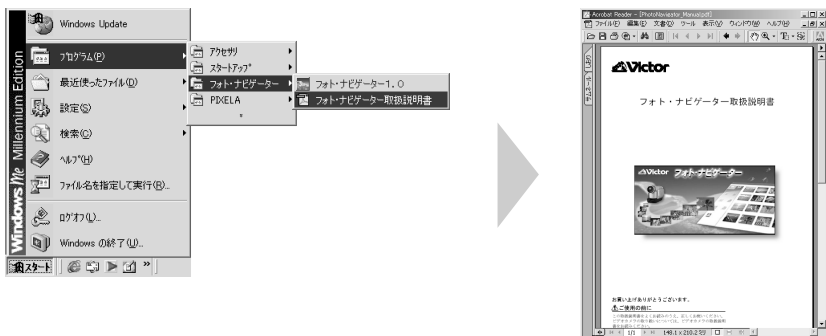 Windows Update
プログラム(P)
最近使ったファイル(D)
設定(S)
検索(C)
ヘルプ(H)
ファイル名を指定して実行(R)...
ログオフ(L)...
Windows の終了(U)...
Windows Me Millennium Edition
スタート
アクセサリ
スタートアップ
フォト・ナビゲーター
PIXELA
フォト・ナビゲーター1.0
フォト・ナビゲーター取扱説明書
Acrobat Reader - [PhotoNavigator_Manual.pdf]
ファイル(F) 編集(E) 文書(D) ツール 表示(V) ウィンドウ(W) ヘルプ(H)
Victor
フォト・ナビゲーター取扱説明書
Victor フォト・ナビゲーター
お買い上げありがとうございます。
ご使用の前に
1/1 148.1 x 210.2 mm